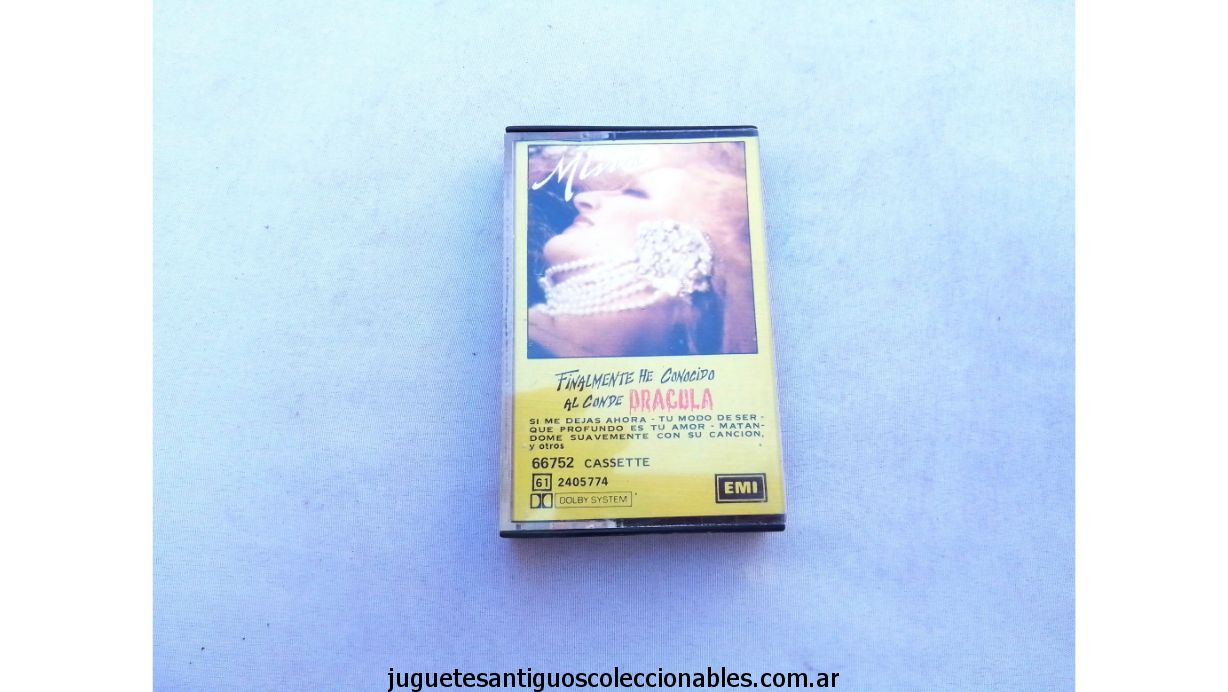 Mina
FINALMENTE HE CONOCIDO
AL CONDE DRACULA
SI ME DEJAS AHORA - TU MODO DE SER -
QUE PROFUNDO ES TU AMOR - MATAN-
DOME SUAVEMENTE CON SU CANCION,
y otros
66752 CASSETTE
61 2405774
DOLBY SYSTEM
EMI
juguetesantiguoscoleccionables.com.ar